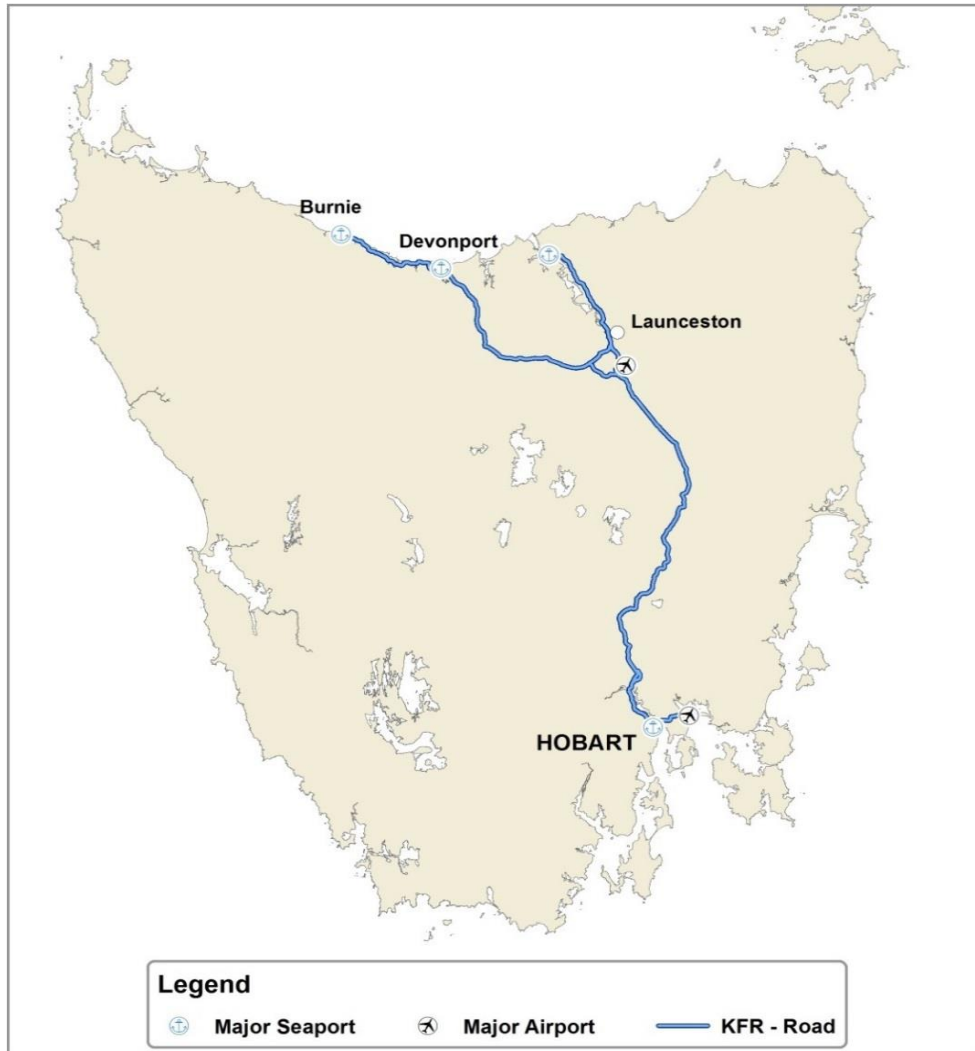 Burnie
Devonport
Launceston
HOBART
Legend
Major Seaport Major Airport KFR - Road